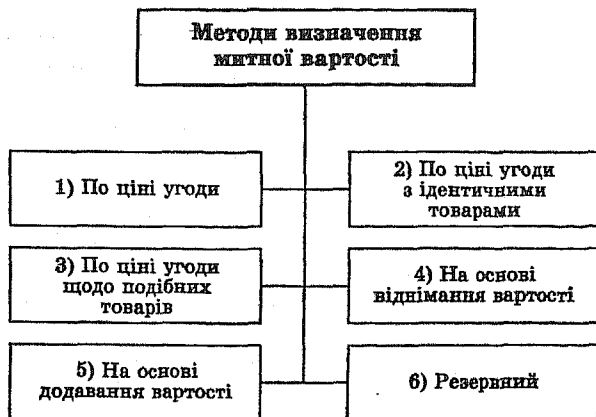 Методи визначення
митної вартості
1) По ціні угоди
2) По ціні угоди
з ідентичними
товарами
3) По ціні угоди
щодо подібних
товарів
4) На основі
віднімання вартості
5) На основі
додавання вартості
6) Резервний